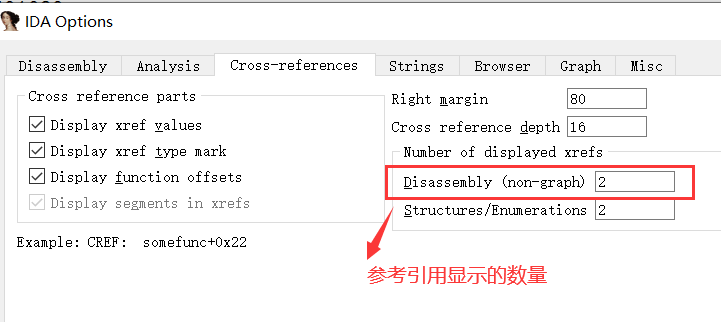 IDA Options
Disassembly Analysis Cross-references Strings Browser Graph Misc
Cross reference parts
Display xref values
Display xref type mark
Display function offsets
Display segments in xrefs
Example: CREF: somefunc+0x22
Right margin 80
Cross reference depth 16
Number of displayed xrefs
Disassembly (non-graph) 2
Structures/Enumerations 2
参考引用显示的数量